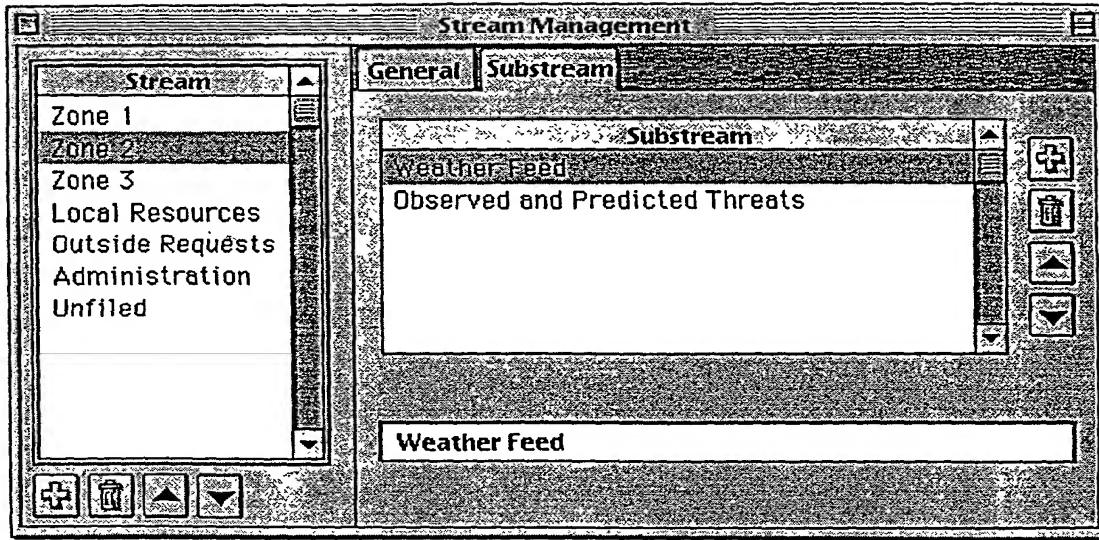 Stream Management
Stream
Zone 1
Zone 2
Zone 3
Local Resources
Outside Requests
Administration
Unfiled
General
Substream
Substream
Weather Feed
Observed and Predicted Threats
Weather Feed